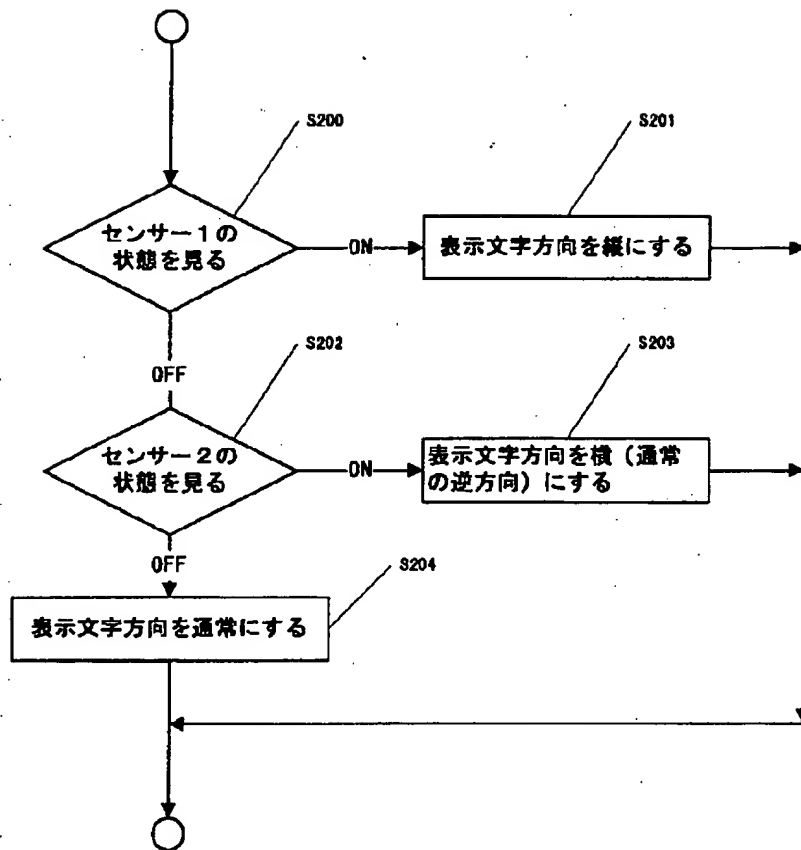 S200
S201
センサー1の
状態を見る
ON
表示文字方向を縦にする
OFF
S202
S203
センサー2の
状態を見る
ON
表示文字方向を横（通常
の逆方向）にする
OFF
S204
表示文字方向を通常にする